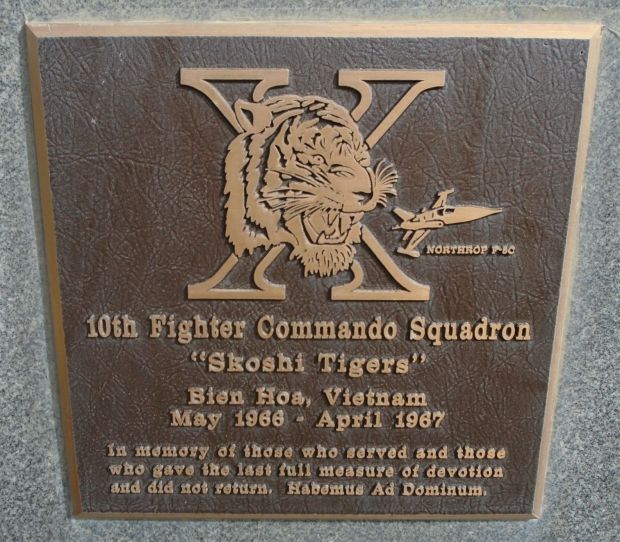 X
NORTHROP F-5C
10th Fighter Commando Squadron
"Skoshi Tigers"
Bien Hoa, Vietnam
May 1966 - April 1967
In memory of those who served and those
who gave the last full measure of devotion
and did not return. Habemus Ad Dominum.